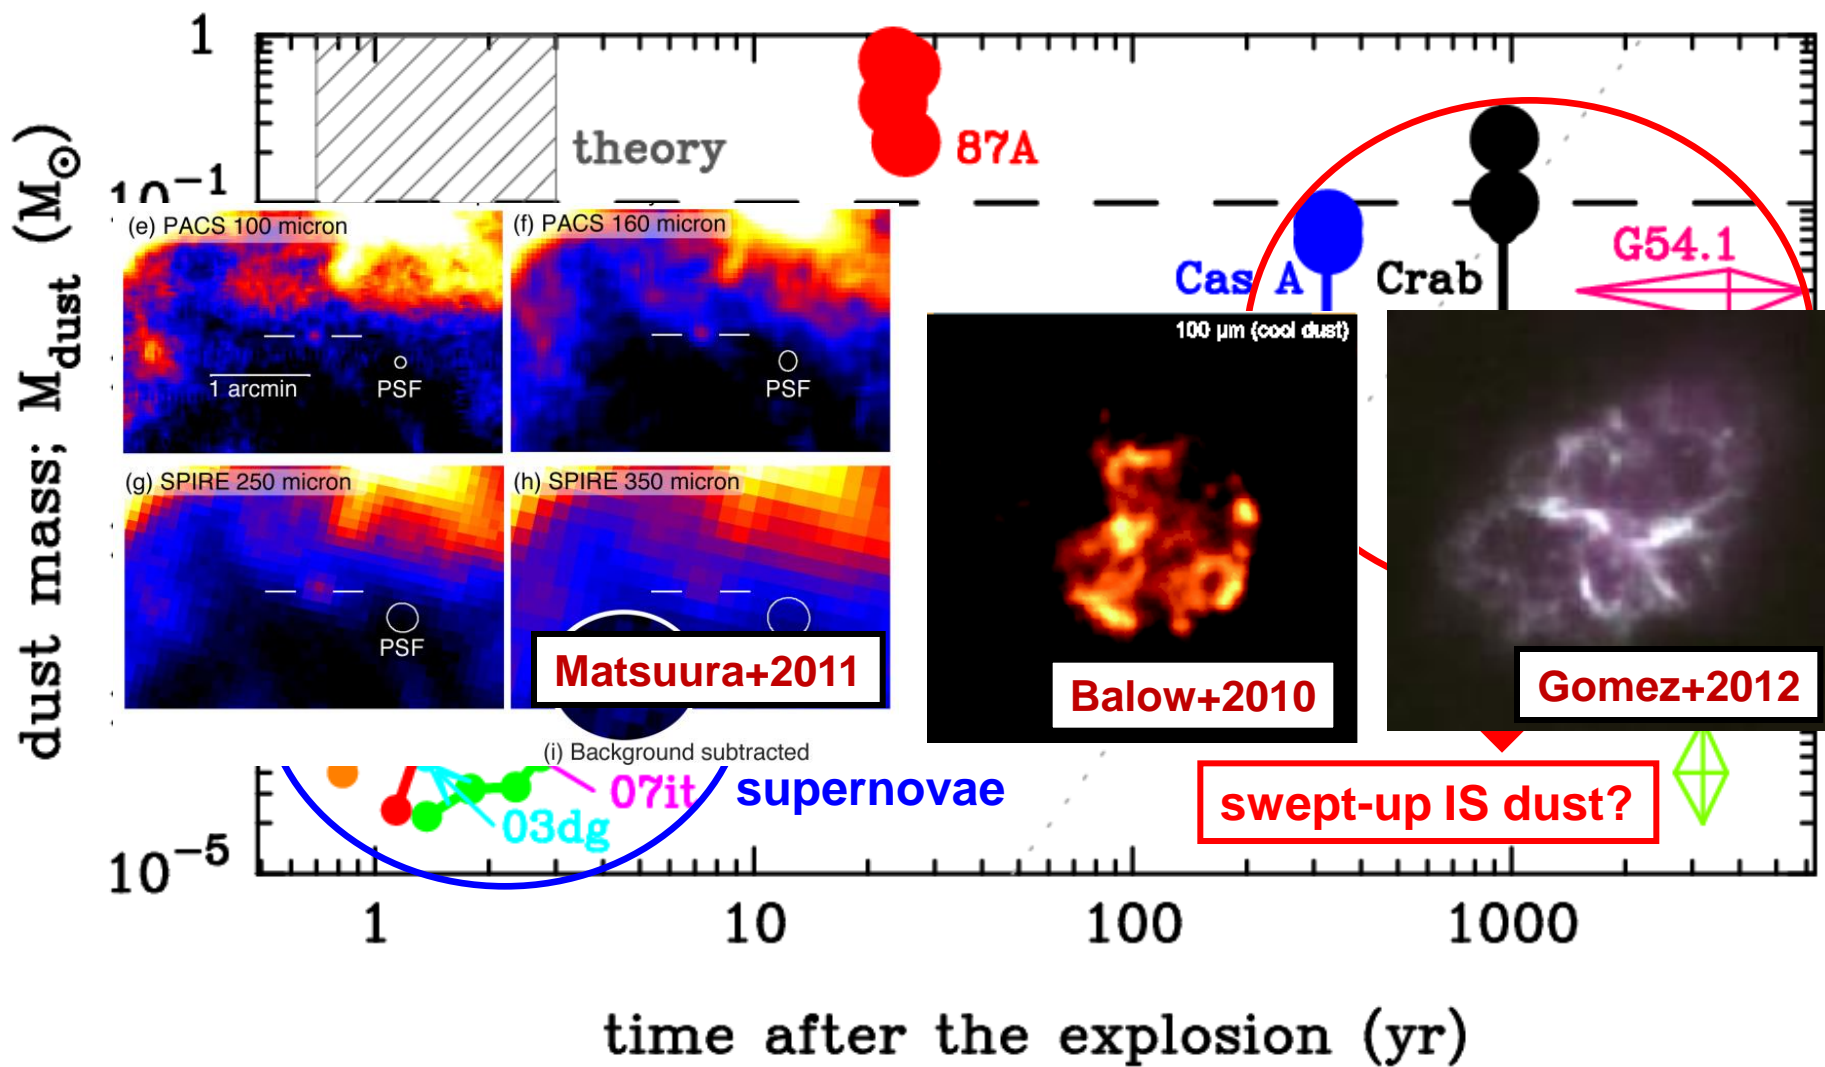 1
theory
87A
10⁻¹
dust mass; M_dust (M⊙)
(e) PACS 100 micron
(f) PACS 160 micron
1 arcmin
PSF
PSF
G54.1
Cas A
Crab
100 µm (cool dust)
(g) SPIRE 250 micron
(h) SPIRE 350 micron
PSF
Matsuura+2011
Balow+2010
Gomez+2012
(i) Background subtracted
07it
supernovae
swept-up IS dust?
03dg
10⁻⁵
1 10 100 1000
time after the explosion (yr)